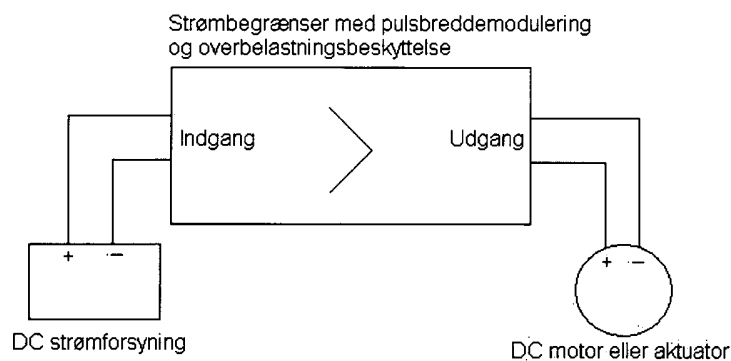 Strømbegrænser med pulsbreddemodulering
og overbelastningsbeskyttelse
Indgang
Udgang
+ —
+ —
DC strømforsyning
DC motor eller aktuator